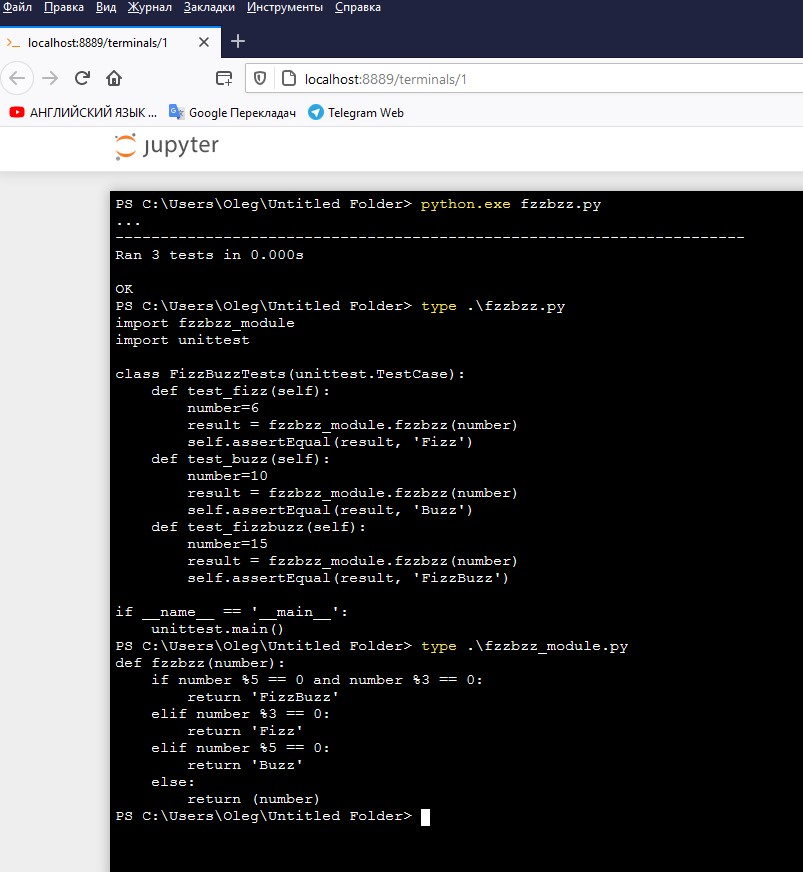 Файл Правка Вид Журнал Закладки Инструменты Справка
localhost:8889/terminals/1
localhost:8889/terminals/1
АНГЛИЙСКИЙ ЯЗЫК ... Google Перекладач Telegram Web
jupyter
PS C:\Users\Oleg\Untitled Folder> python.exe fzzbzz.py
...
----------------------------------------------------------------------
Ran 3 tests in 0.000s

OK
PS C:\Users\Oleg\Untitled Folder> type .\fzzbzz.py
import fzzbzz_module
import unittest

class FizzBuzzTests(unittest.TestCase):
    def test_fizz(self):
        number=6
        result = fzzbzz_module.fzzbzz(number)
        self.assertEqual(result, 'Fizz')
    def test_buzz(self):
        number=10
        result = fzzbzz_module.fzzbzz(number)
        self.assertEqual(result, 'Buzz')
    def test_fizzbuzz(self):
        number=15
        result = fzzbzz_module.fzzbzz(number)
        self.assertEqual(result, 'FizzBuzz')

if __name__ == '__main__':
    unittest.main()
PS C:\Users\Oleg\Untitled Folder> type .\fzzbzz_module.py
def fzzbzz(number):
    if number %5 == 0 and number %3 == 0:
        return 'FizzBuzz'
    elif number %3 == 0:
        return 'Fizz'
    elif number %5 == 0:
        return 'Buzz'
    else:
        return (number)
PS C:\Users\Oleg\Untitled Folder>